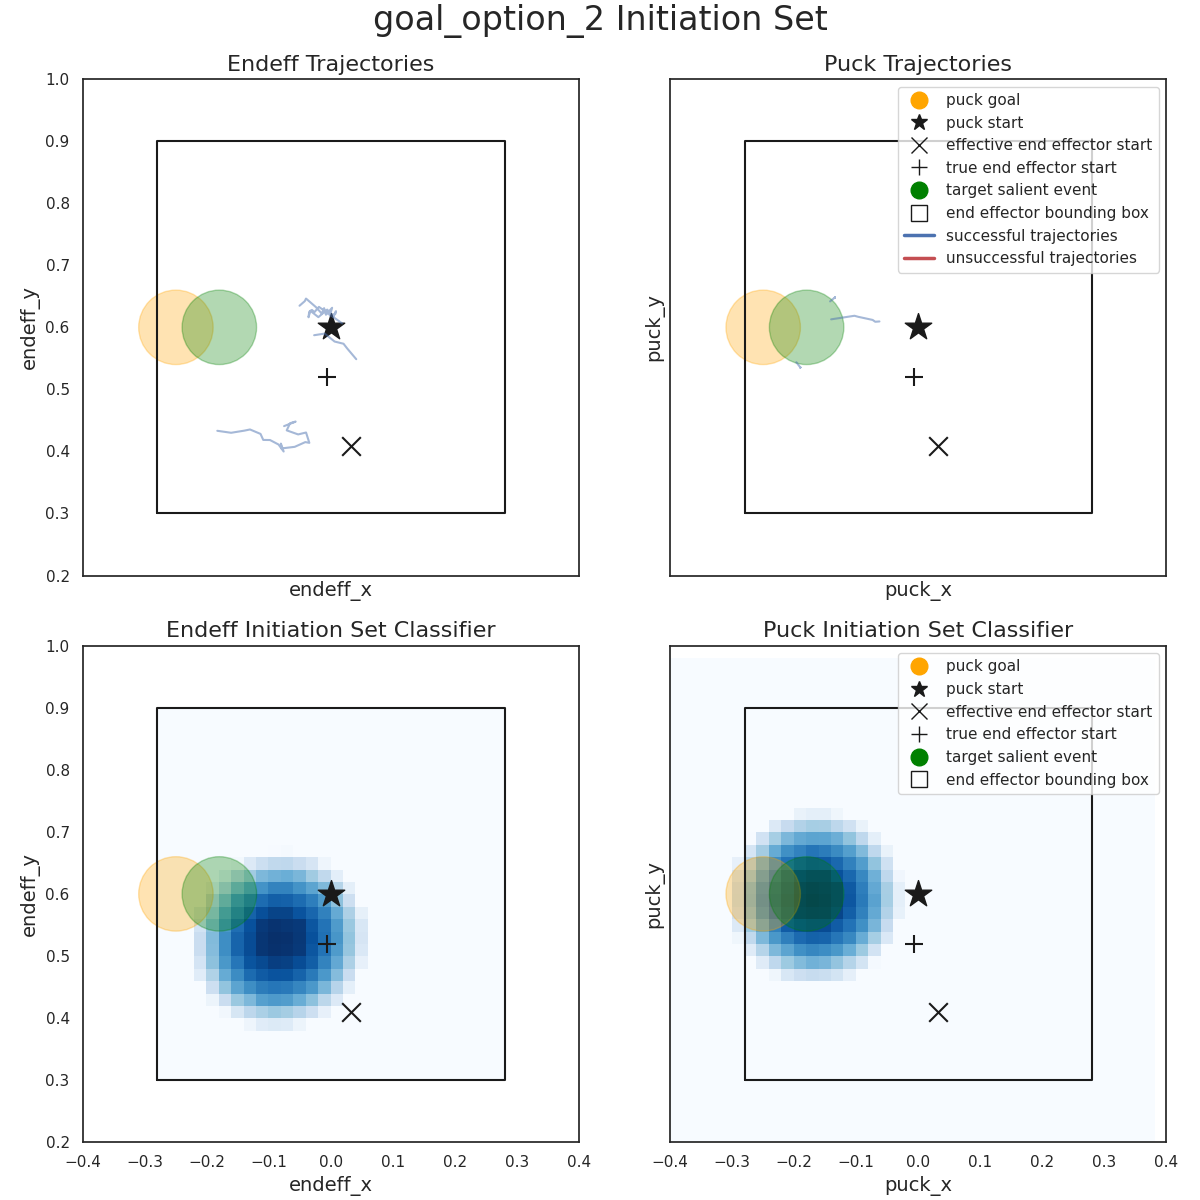 goal_option_2 Initiation Set
Endeff Trajectories
Puck Trajectories
1.0
0.9
0.8
0.7
0.6
0.5
0.4
0.3
0.2
endeff_y
endeff_x
puck_y
puck_x
puck goal
puck start
effective end effector start
true end effector start
target salient event
end effector bounding box
successful trajectories
unsuccessful trajectories
Endeff Initiation Set Classifier
Puck Initiation Set Classifier
1.0
0.9
0.8
0.7
0.6
0.5
0.4
0.3
0.2
endeff_y
puck_y
puck goal
puck start
effective end effector start
true end effector start
target salient event
end effector bounding box
−0.4 −0.3 −0.2 −0.1 0.0 0.1 0.2 0.3 0.4
endeff_x
−0.4 −0.3 −0.2 −0.1 0.0 0.1 0.2 0.3 0.4
puck_x